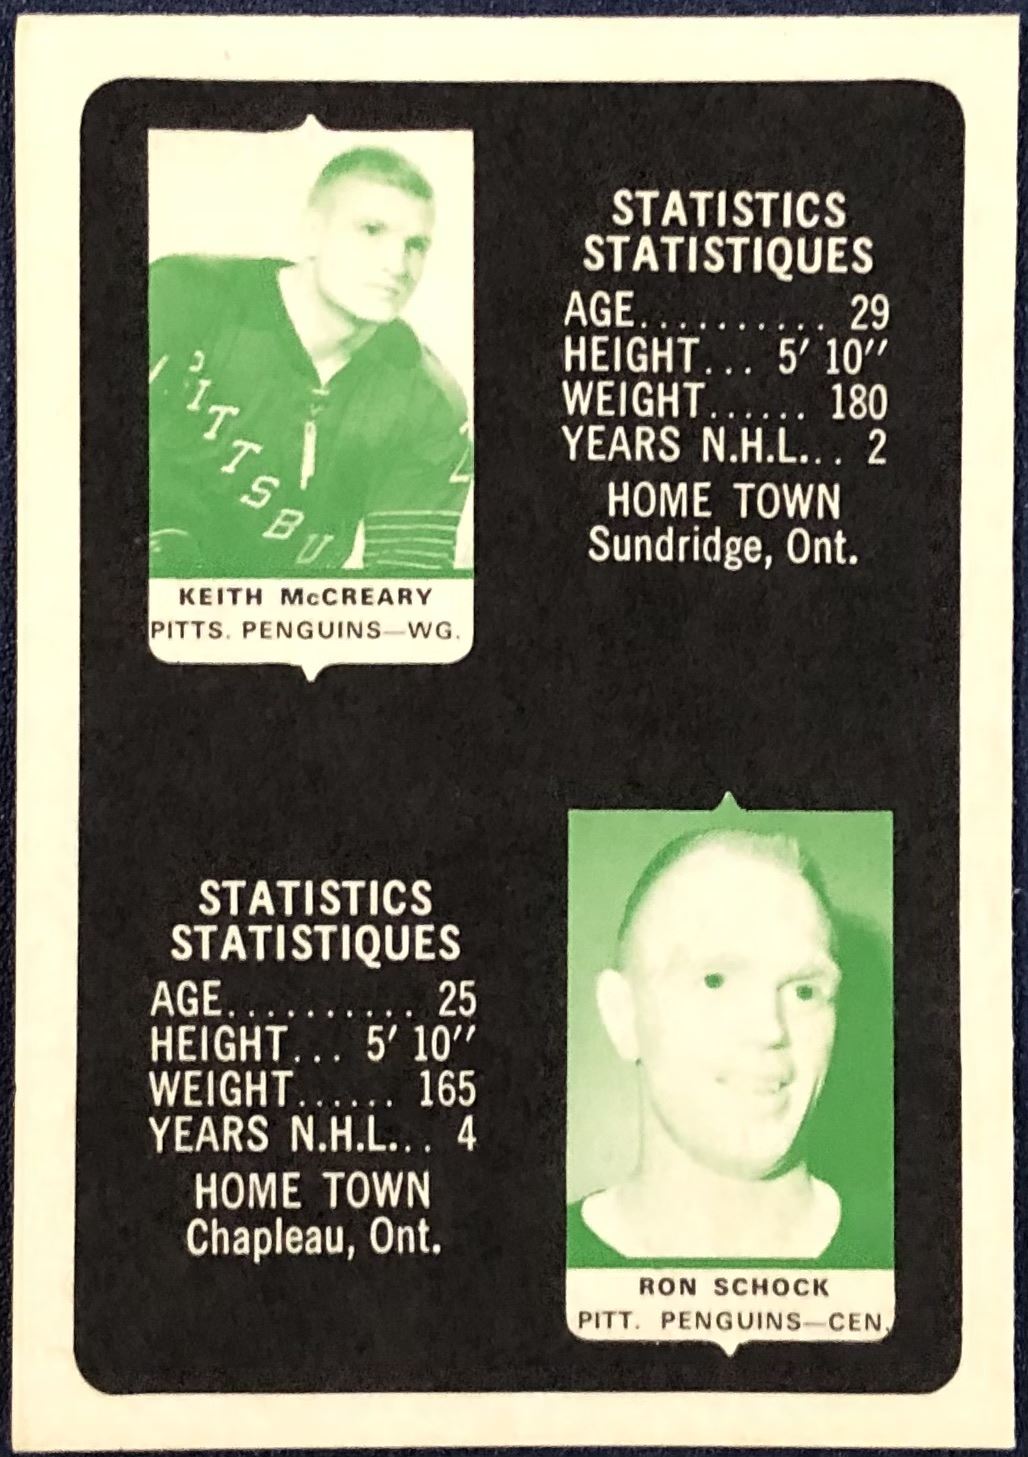 PITTSBU
KEITH McCREARY
PITTS. PENGUINS—WG.
STATISTICS
STATISTIQUES
AGE.......... 29
HEIGHT... 5' 10"
WEIGHT...... 180
YEARS N.H.L... 2
HOME TOWN
Sundridge, Ont.
STATISTICS
STATISTIQUES
AGE.......... 25
HEIGHT... 5' 10"
WEIGHT...... 165
YEARS N.H.L... 4
HOME TOWN
Chapleau, Ont.
RON SCHOCK
PITT. PENGUINS—CEN.